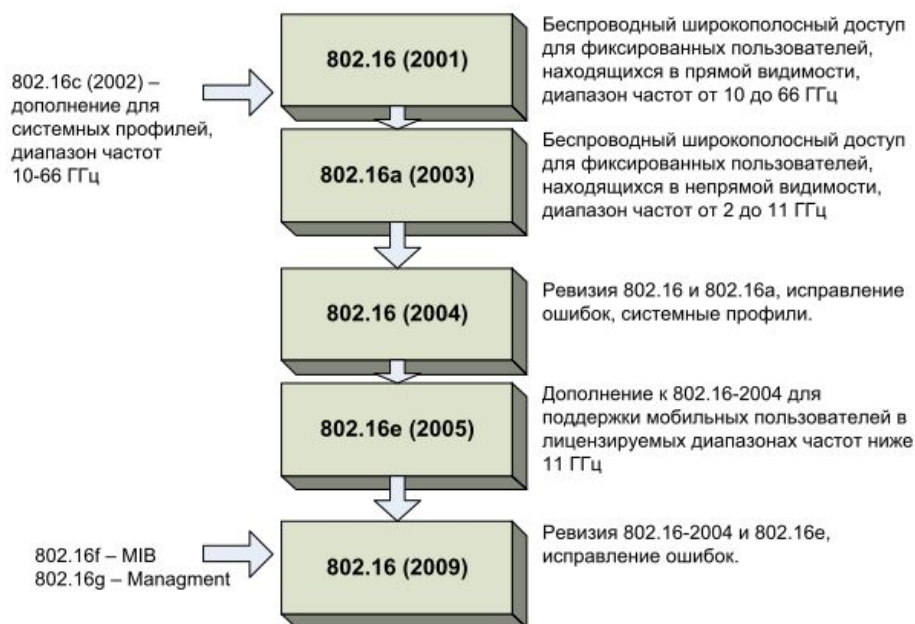 802.16 (2001)
Беспроводный широкополосный доступ
для фиксированных пользователей,
находящихся в прямой видимости,
диапазон частот от 10 до 66 ГГц
802.16c (2002) –
дополнение для
системных профилей,
диапазон частот
10-66 ГГц
802.16a (2003)
Беспроводный широкополосный доступ
для фиксированных пользователей,
находящихся в непрямой видимости,
диапазон частот от 2 до 11 ГГц
802.16 (2004)
Ревизия 802.16 и 802.16a, исправление
ошибок, системные профили.
802.16e (2005)
Дополнение к 802.16-2004 для
поддержки мобильных пользователей в
лицензируемых диапазонах частот ниже
11 ГГц
802.16f – MIB
802.16g – Managment
802.16 (2009)
Ревизия 802.16-2004 и 802.16e,
исправление ошибок.